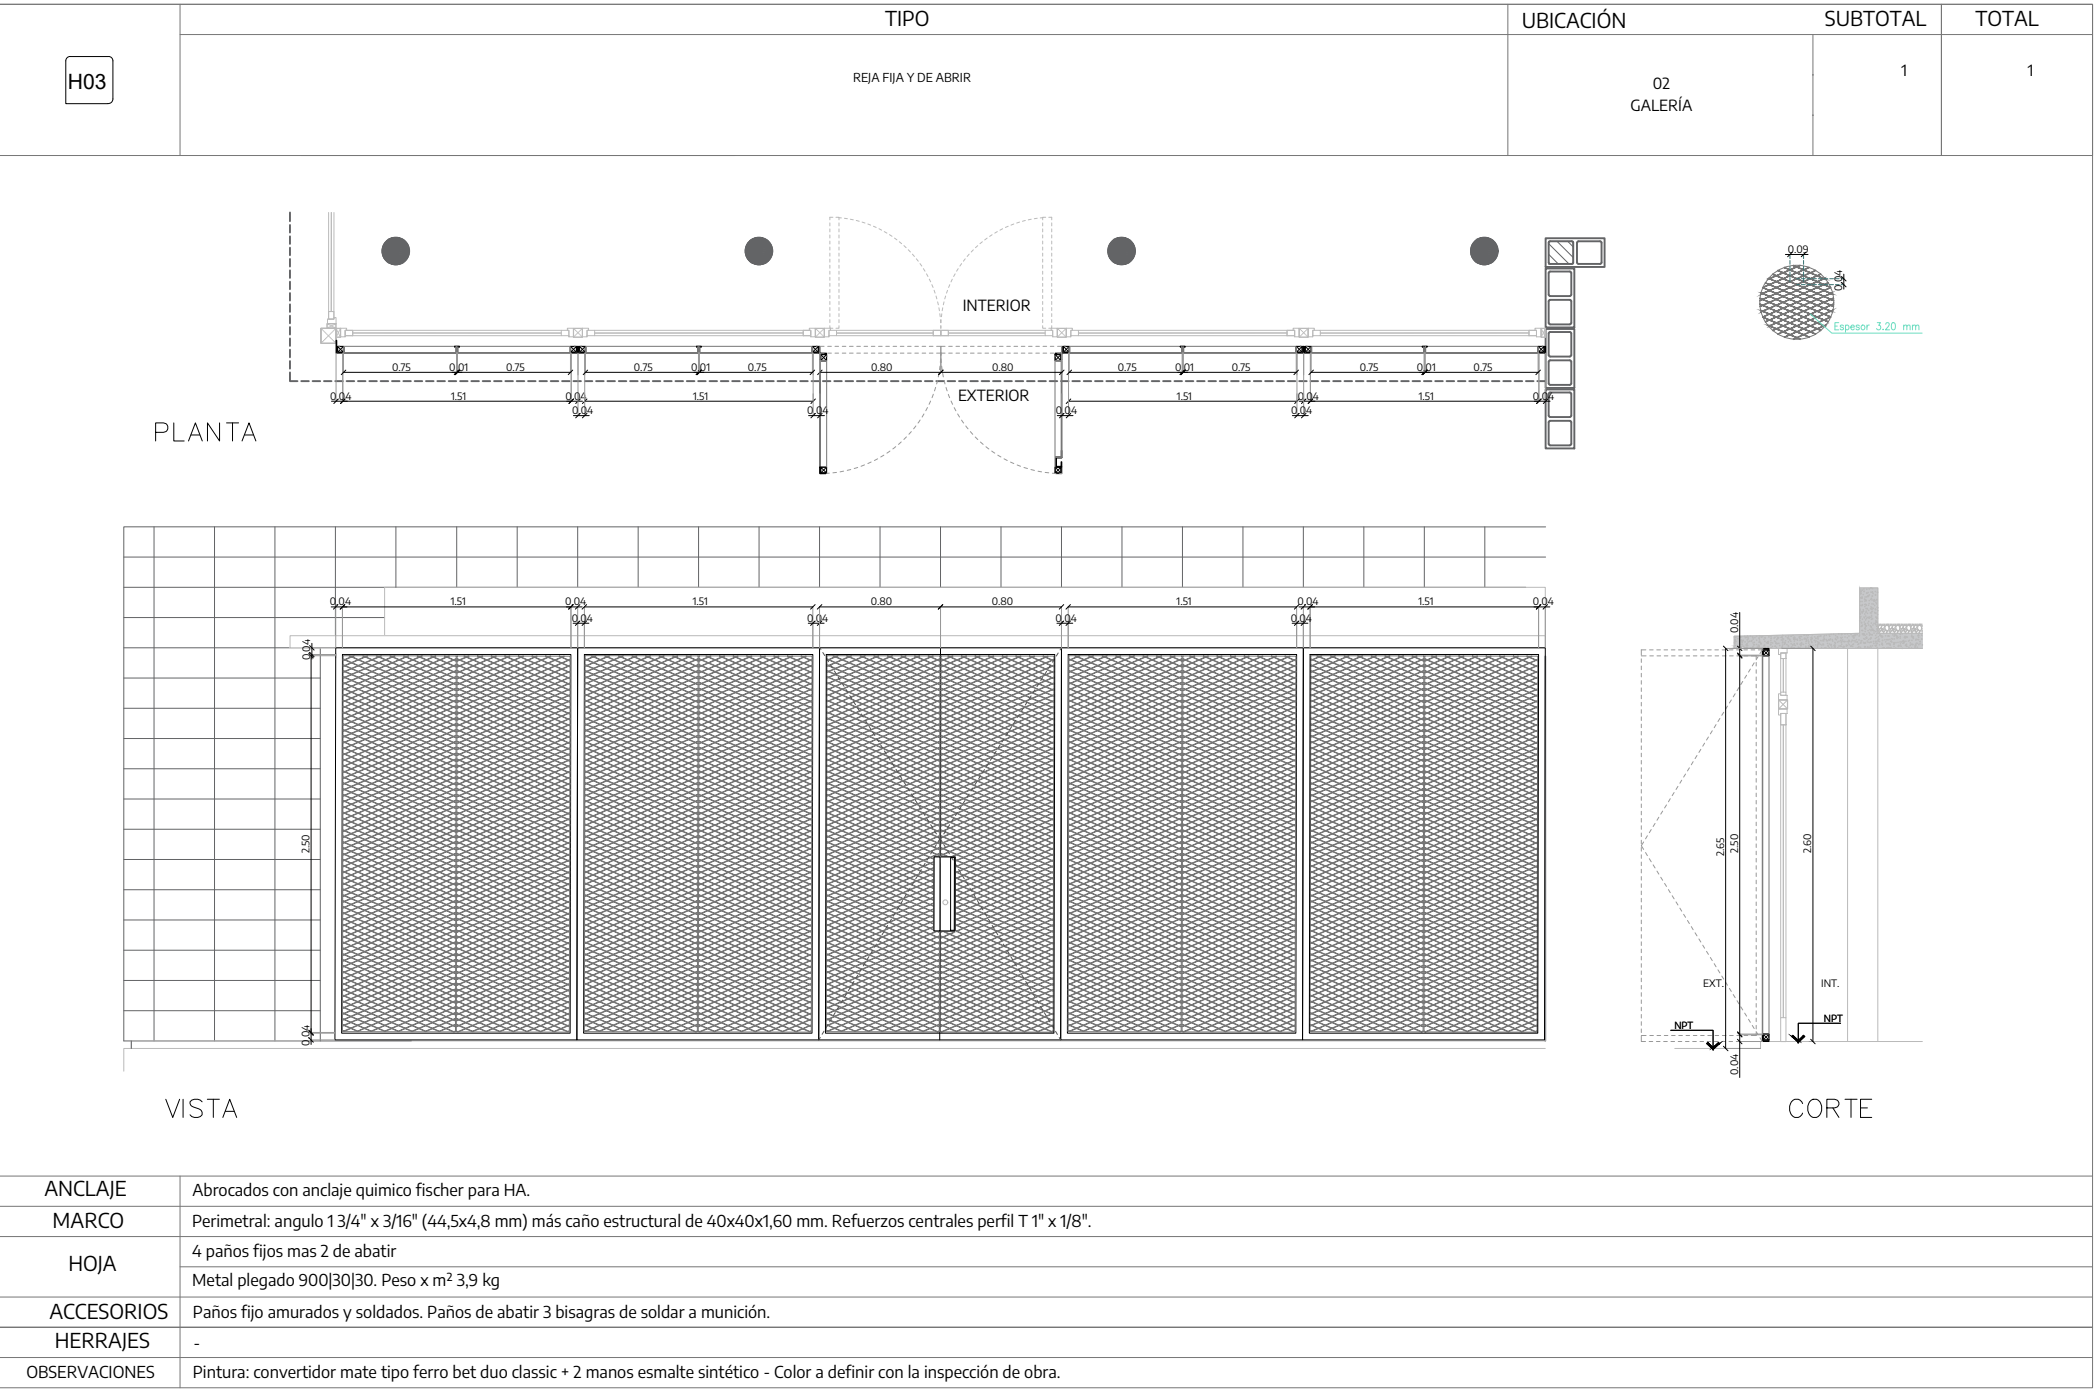 TIPO
UBICACIÓN
SUBTOTAL
TOTAL
H03
REJA FIJA Y DE ABRIR
02
GALERÍA
1
1
INTERIOR
EXTERIOR
0.75 0.01 0.75 0.75 0.01 0.75 0.80 0.80 0.75 0.01 0.75 0.75 0.01 0.75
0.04 1.51 0.04 1.51 1.51 0.04 1.51 0.04
0.04 0.04 0.04 0.04
PLANTA
0.09
0.04
Espesor 3.20 mm
0.04 1.51 0.04 1.51 0.80 0.80 1.51 0.04 1.51 0.04
0.04 0.04 0.04 0.04
0.04
2.50
0.04
VISTA
0.04
2.65
2.50
2.60
EXT.
INT.
NPT
NPT
0.04
CORTE
ANCLAJE
Abrocados con anclaje quimico fischer para HA.
MARCO
Perimetral: angulo 1 3/4" x 3/16" (44,5x4,8 mm) más caño estructural de 40x40x1,60 mm. Refuerzos centrales perfil T 1" x 1/8".
HOJA
4 paños fijos mas 2 de abatir
Metal plegado 900|30|30. Peso x m² 3,9 kg
ACCESORIOS
Paños fijo amurados y soldados. Paños de abatir 3 bisagras de soldar a munición.
HERRAJES
-
OBSERVACIONES
Pintura: convertidor mate tipo ferro bet duo classic + 2 manos esmalte sintético - Color a definir con la inspección de obra.